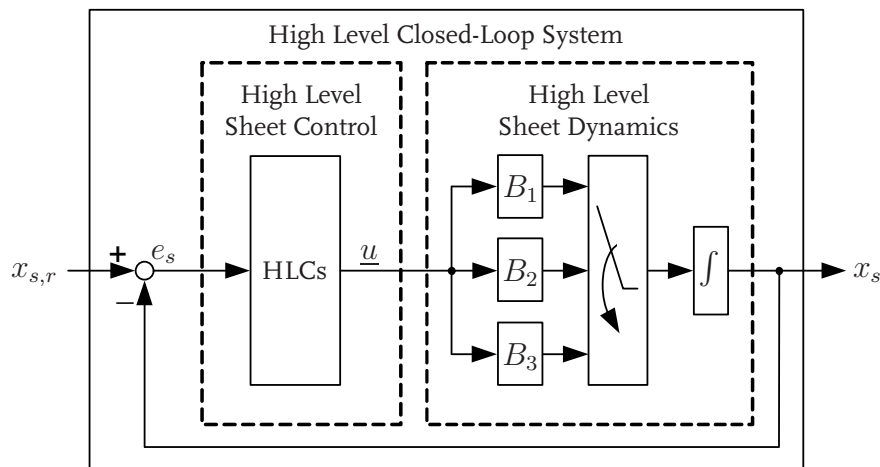 High Level Closed-Loop System
High Level
Sheet Control
High Level
Sheet Dynamics
B₁
x_{s,r}
+
e_s
−
HLCs
u
B₂
∫
x_s
B₃